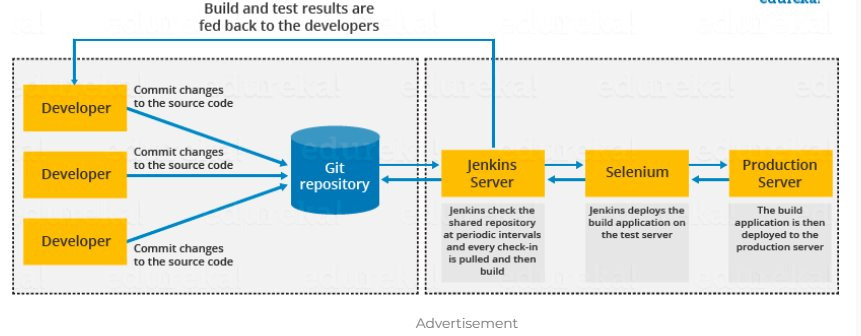 edureka!
Build and test results are
fed back to the developers
Commit changes
to the source code
Developer
Commit changes
to the source code
Developer
Developer
Commit changes
to the source code
Git
repository
Jenkins
Server
Jenkins check the
shared repository
at periodic intervals
and every check-in
is pulled and then
build
Selenium
Jenkins deploys the
build application on
the test server
Production
Server
The build
application is then
deployed to the
production server
Advertisement